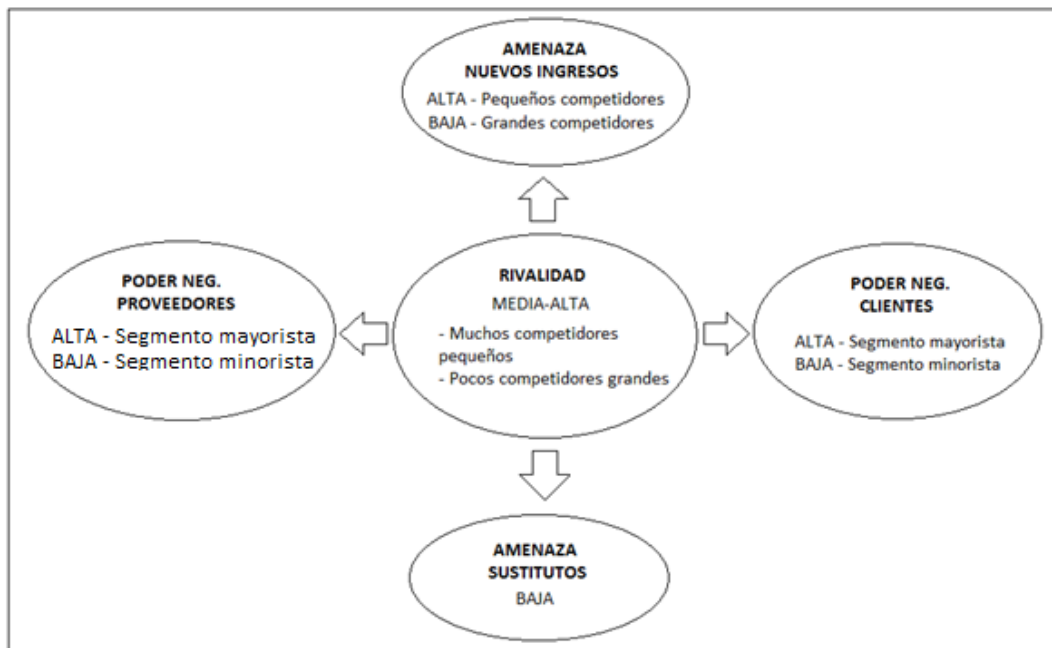 AMENAZA
NUEVOS INGRESOS
ALTA - Pequeños competidores
BAJA - Grandes competidores
PODER NEG.
PROVEEDORES
ALTA - Segmento mayorista
BAJA - Segmento minorista
RIVALIDAD
MEDIA-ALTA
- Muchos competidores
pequeños
- Pocos competidores grandes
PODER NEG.
CLIENTES
ALTA - Segmento mayorista
BAJA - Segmento minorista
AMENAZA
SUSTITUTOS
BAJA